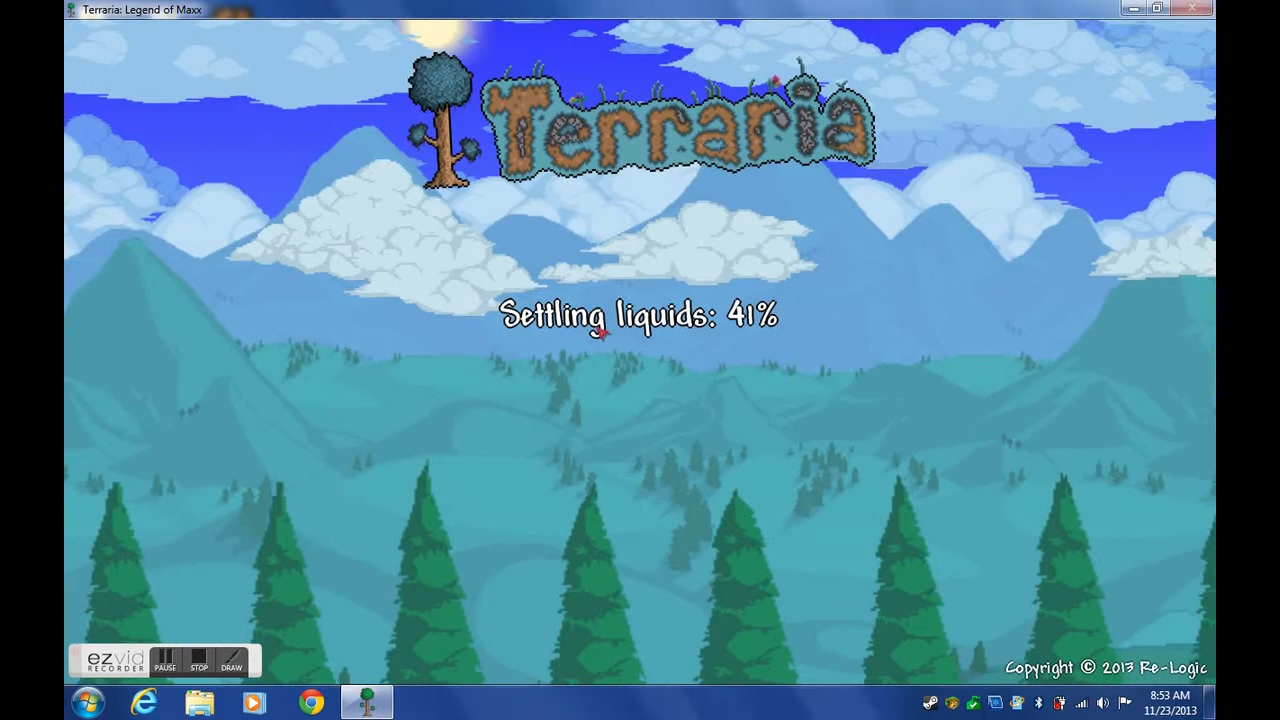 Terraria: Legend of Maxx
Terraria
Settling liquids: 41%
ezvid
RECORDER
PAUSE
STOP
DRAW
Copyright © 2013 Re-Logic
8:53 AM
11/23/2013